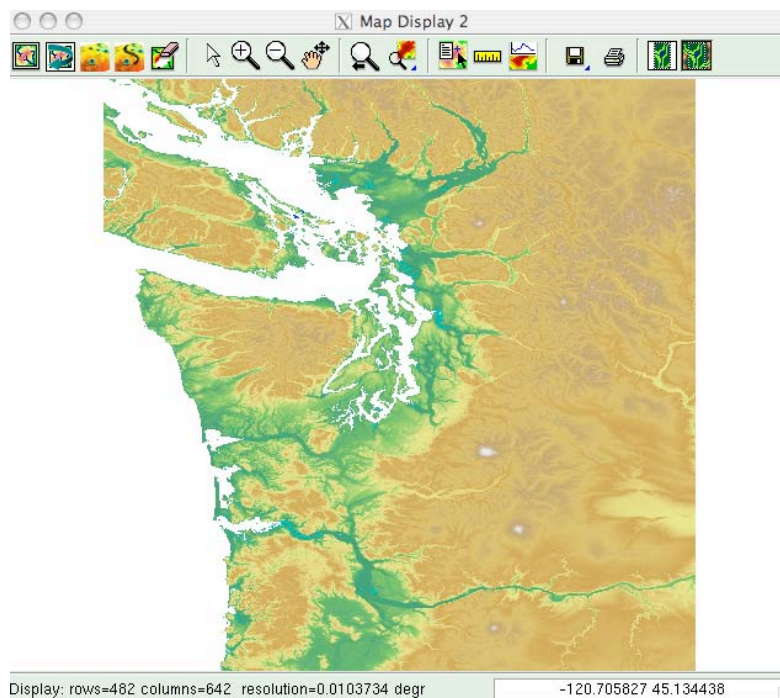 Map Display 2
Display: rows=482 columns=642 resolution=0.0103734 degr
-120.705827 45.134438